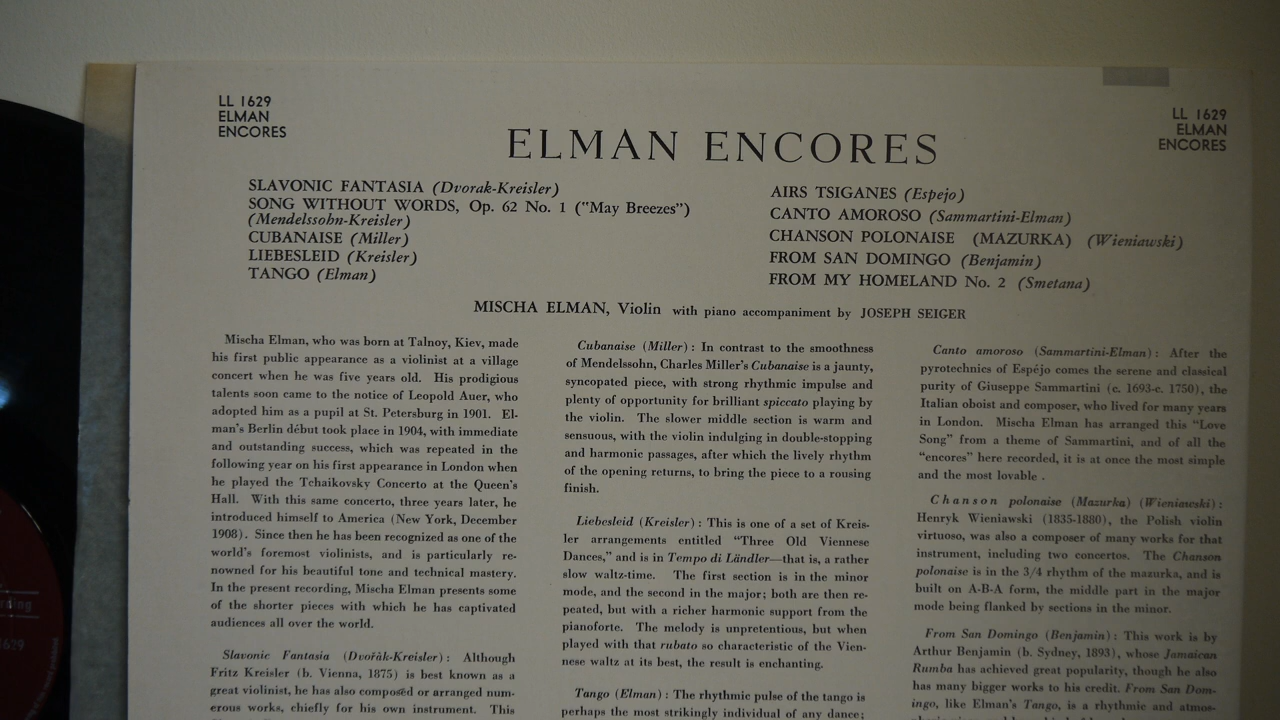 LL 1629
ELMAN
ENCORES
LL 1629
ELMAN
ENCORES
ELMAN ENCORES
SLAVONIC FANTASIA (Dvorak-Kreisler)
SONG WITHOUT WORDS, Op. 62 No. 1 ("May Breezes")
(Mendelssohn-Kreisler)
CUBANAISE (Miller)
LIEBESLEID (Kreisler)
TANGO (Elman)
AIRS TSIGANES (Espejo)
CANTO AMOROSO (Sammartini-Elman)
CHANSON POLONAISE (MAZURKA) (Wieniawski)
FROM SAN DOMINGO (Benjamin)
FROM MY HOMELAND No. 2 (Smetana)
MISCHA ELMAN, Violin with piano accompaniment by JOSEPH SEIGER
Mischa Elman, who was born at Talnoy, Kiev, made
his first public appearance as a violinist at a village
concert when he was five years old. His prodigious
talents soon came to the notice of Leopold Auer, who
adopted him as a pupil at St. Petersburg in 1901. El-
man's Berlin début took place in 1904, with immediate
and outstanding success, which was repeated in the
following year on his first appearance in London when
he played the Tchaikovsky Concerto at the Queen's
Hall. With this same concerto, three years later, he
introduced himself to America (New York, December
1908). Since then he has been recognized as one of the
world's foremost violinists, and is particularly re-
nowned for his beautiful tone and technical mastery.
In the present recording, Mischa Elman presents some
of the shorter pieces with which he has captivated
audiences all over the world.
Slavonic Fantasia (Dvořàk-Kreisler): Although
Fritz Kreisler (b. Vienna, 1875) is best known as a
great violinist, he has also composed or arranged num-
erous works, chiefly for his own instrument. This
Cubanaise (Miller): In contrast to the smoothness
of Mendelssohn, Charles Miller's Cubanaise is a jaunty,
syncopated piece, with strong rhythmic impulse and
plenty of opportunity for brilliant spiccato playing by
the violin. The slower middle section is warm and
sensuous, with the violin indulging in double-stopping
and harmonic passages, after which the lively rhythm
of the opening returns, to bring the piece to a rousing
finish.
Liebesleid (Kreisler): This is one of a set of Kreis-
ler arrangements entitled "Three Old Viennese
Dances," and is in Tempo di Ländler—that is, a rather
slow waltz-time. The first section is in the minor
mode, and the second in the major; both are then re-
peated, but with a richer harmonic support from the
pianoforte. The melody is unpretentious, but when
played with that rubato so characteristic of the Vien-
nese waltz at its best, the result is enchanting.
Tango (Elman): The rhythmic pulse of the tango is
perhaps the most strikingly individual of any dance;
Canto amoroso (Sammartini-Elman): After the
pyrotechnics of Espéjo comes the serene and classical
purity of Giuseppe Sammartini (c. 1693-c. 1750), the
Italian oboist and composer, who lived for many years
in London. Mischa Elman has arranged this "Love
Song" from a theme of Sammartini, and of all the
"encores" here recorded, it is at once the most simple
and the most lovable .
Chanson polonaise (Mazurka) (Wieniawski):
Henryk Wieniawski (1835-1880), the Polish violin
virtuoso, was also a composer of many works for that
instrument, including two concertos. The Chanson
polonaise is in the 3/4 rhythm of the mazurka, and is
built on A-B-A form, the middle part in the major
mode being flanked by sections in the minor.
From San Domingo (Benjamin): This work is by
Arthur Benjamin (b. Sydney, 1893), whose Jamaican
Rumba has achieved great popularity, though he also
has many bigger works to his credit. From San Dom-
ingo, like Elman's Tango, is a rhythmic and atmos-